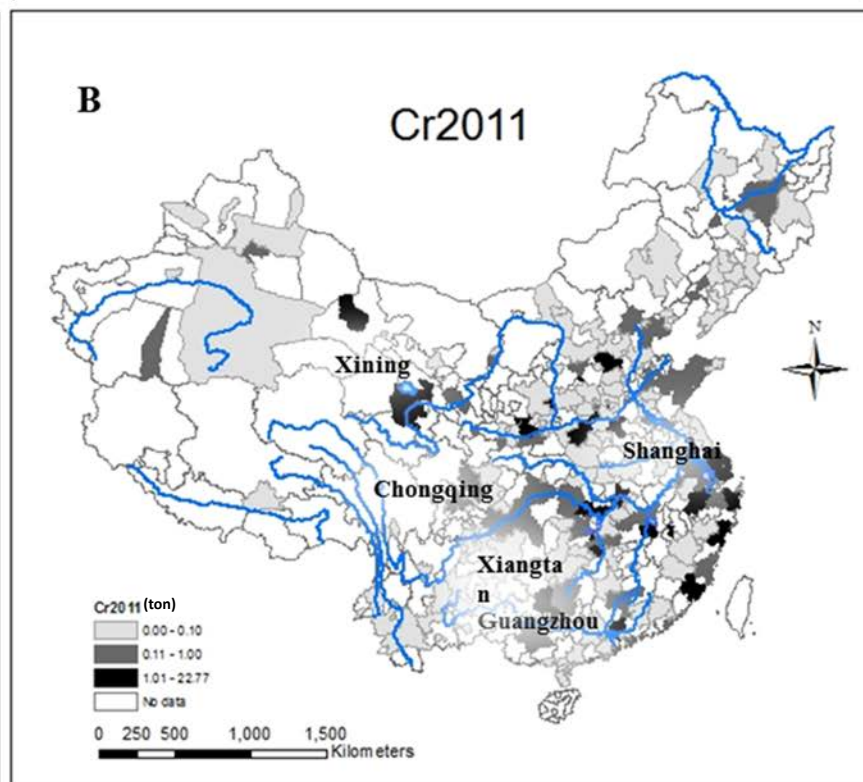 B
Cr2011
N
Xining
Shanghai
Chongqing
Xiangta
n
Guangzhou
Cr2011 (ton)
0.00 - 0.10
0.11 - 1.00
1.01 - 22.77
No data
0 250 500 1,000 1,500
Kilometers